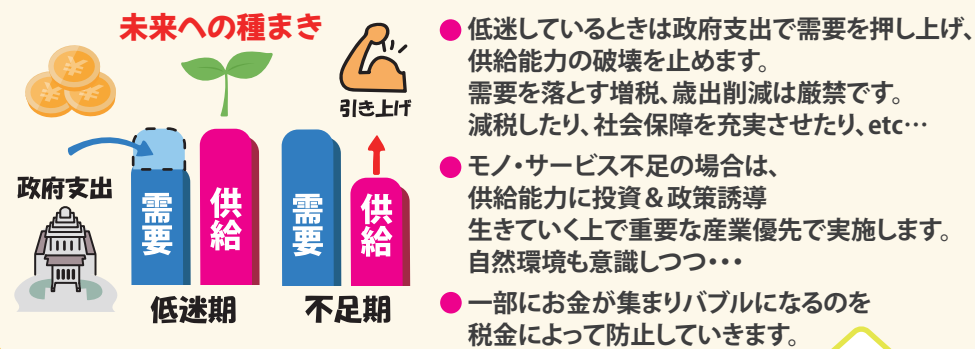 未来への種まき
引き上げ
政府支出
需要
供給
需要
供給
低迷期
不足期
● 低迷しているときは政府支出で需要を押し上げ、
供給能力の破壊を止めます。
需要を落とす増税、歳出削減は厳禁です。
減税したり、社会保障を充実させたり、etc…
● モノ・サービス不足の場合は、
供給能力に投資＆政策誘導
生きていく上で重要な産業優先で実施します。
自然環境も意識しつつ・・・
● 一部にお金が集まりバブルになるのを
税金によって防止していきます。